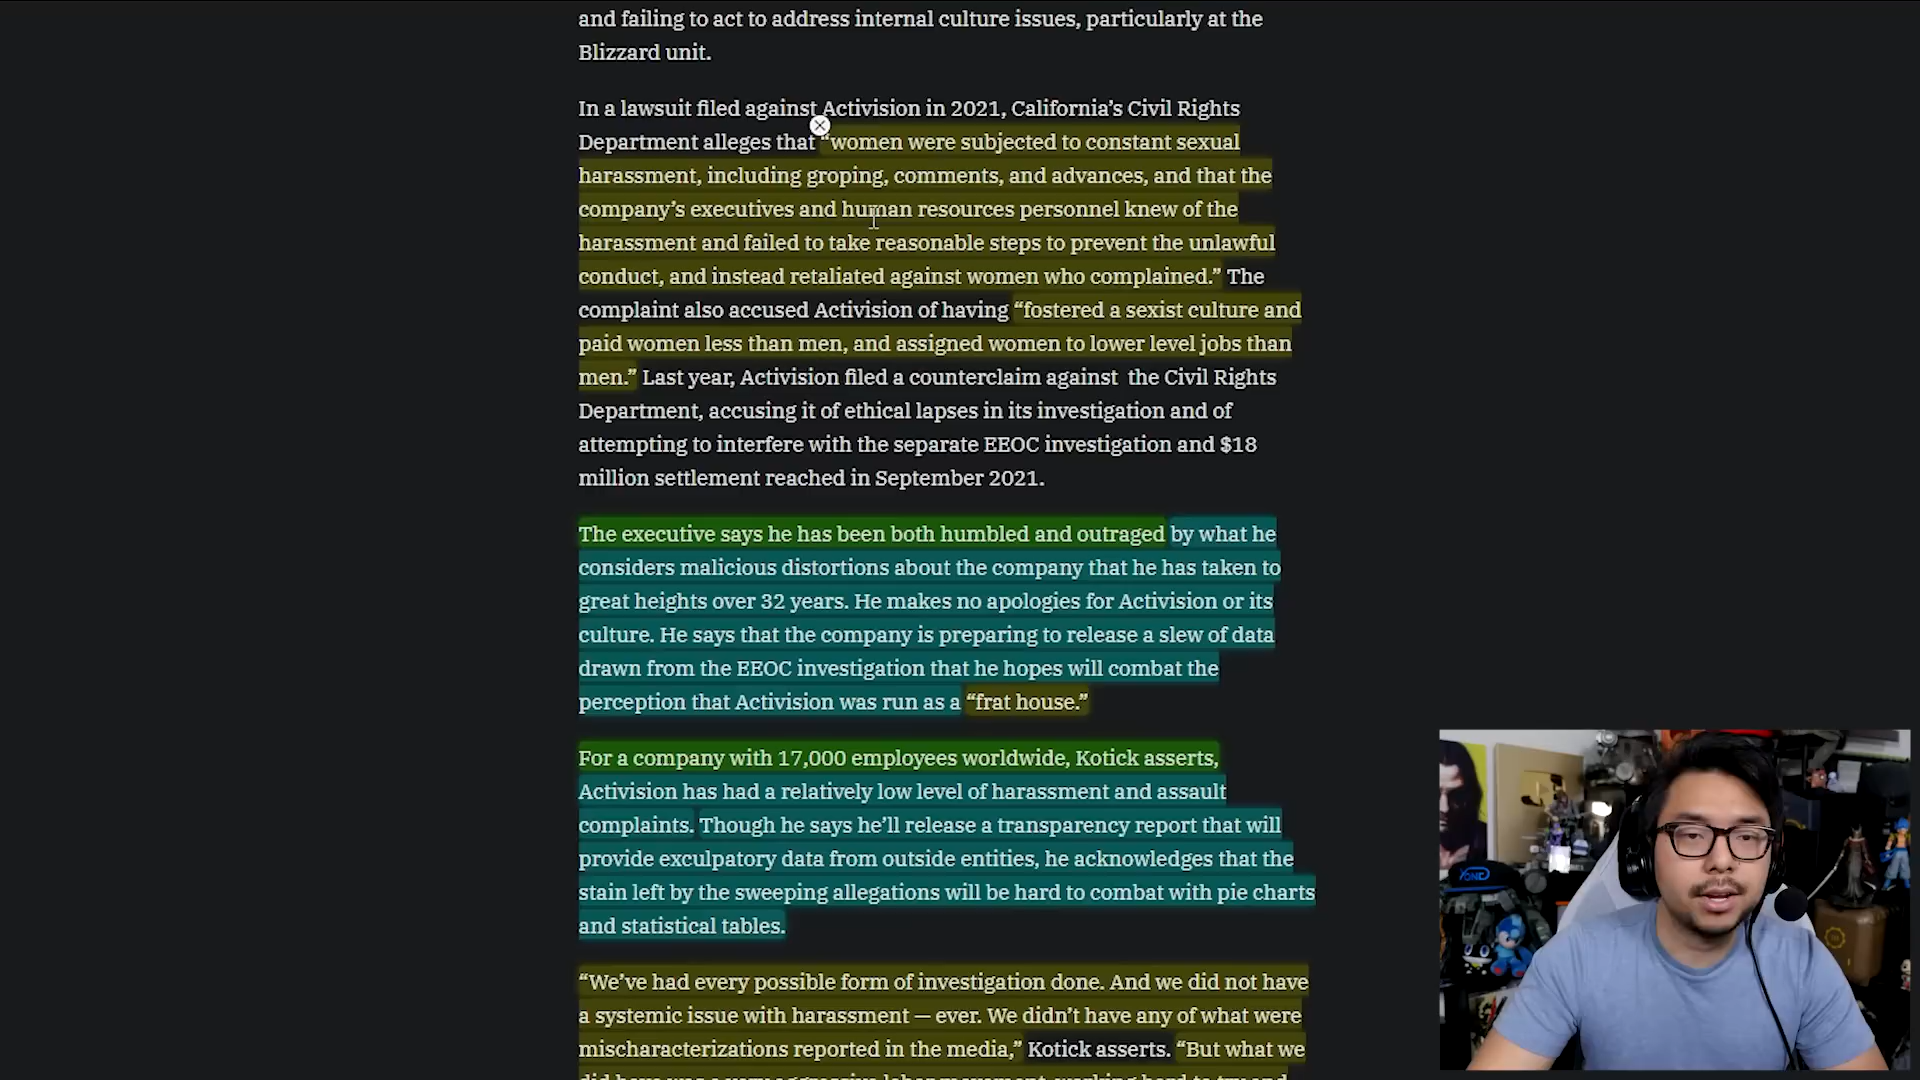 and failing to act to address internal culture issues, particularly at the
Blizzard unit.
In a lawsuit filed against Activision in 2021, California’s Civil Rights
Department alleges that “women were subjected to constant sexual
harassment, including groping, comments, and advances, and that the
company’s executives and human resources personnel knew of the
harassment and failed to take reasonable steps to prevent the unlawful
conduct, and instead retaliated against women who complained.” The
complaint also accused Activision of having “fostered a sexist culture and
paid women less than men, and assigned women to lower level jobs than
men.” Last year, Activision filed a counterclaim against  the Civil Rights
Department, accusing it of ethical lapses in its investigation and of
attempting to interfere with the separate EEOC investigation and $18
million settlement reached in September 2021.
The executive says he has been both humbled and outraged by what he
considers malicious distortions about the company that he has taken to
great heights over 32 years. He makes no apologies for Activision or its
culture. He says that the company is preparing to release a slew of data
drawn from the EEOC investigation that he hopes will combat the
perception that Activision was run as a “frat house.”
For a company with 17,000 employees worldwide, Kotick asserts,
Activision has had a relatively low level of harassment and assault
complaints. Though he says he’ll release a transparency report that will
provide exculpatory data from outside entities, he acknowledges that the
stain left by the sweeping allegations will be hard to combat with pie charts
and statistical tables.
“We’ve had every possible form of investigation done. And we did not have
a systemic issue with harassment — ever. We didn’t have any of what were
mischaracterizations reported in the media,” Kotick asserts. “But what we